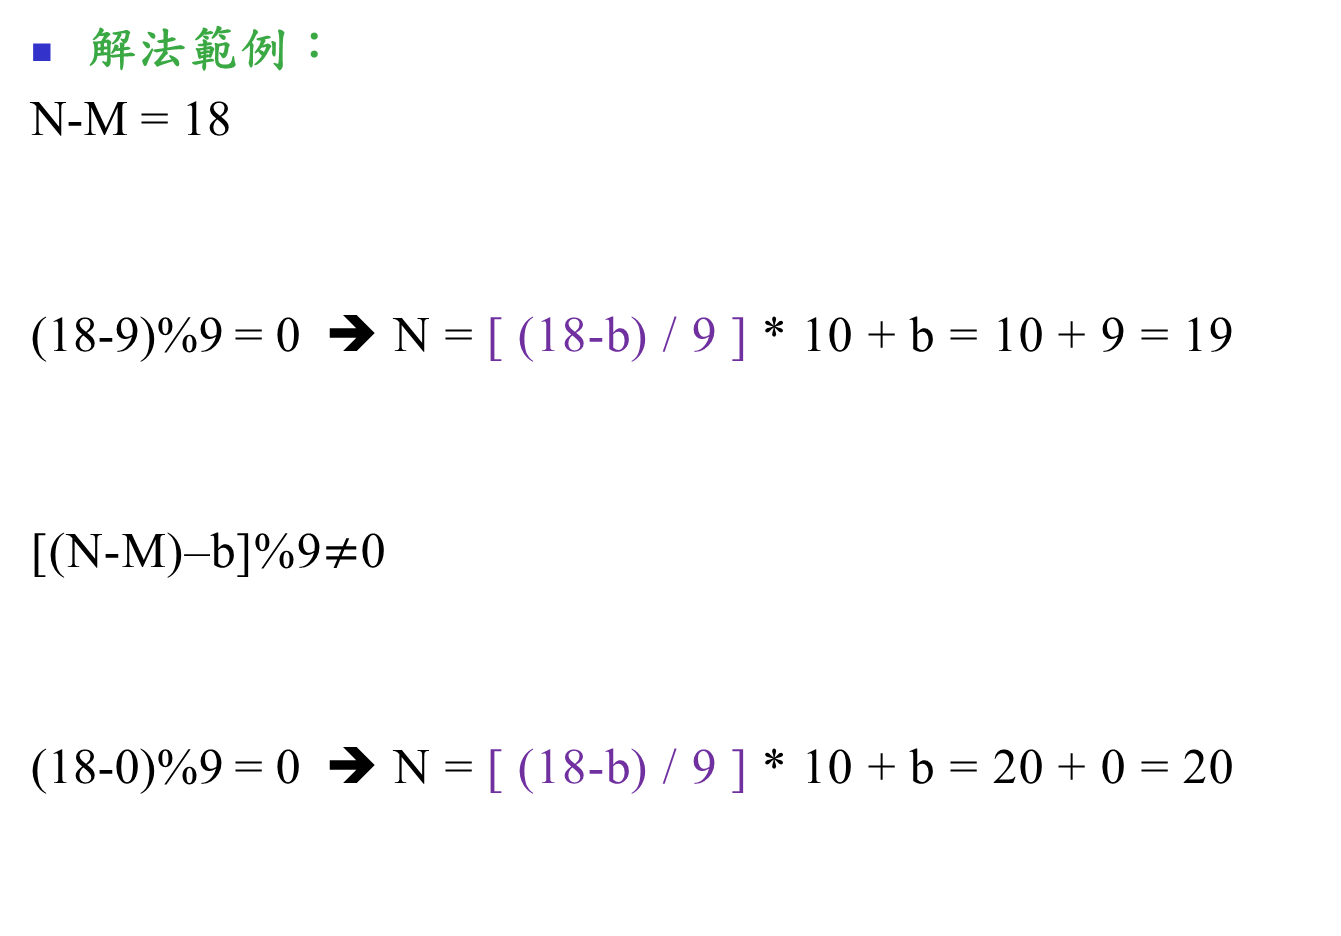 ■ 解法範例：
N-M = 18
(18-9)%9 = 0 ➔ N = [ (18-b) / 9 ] * 10 + b = 10 + 9 = 19
[(N-M)–b]%9≠0
(18-0)%9 = 0 ➔ N = [ (18-b) / 9 ] * 10 + b = 20 + 0 = 20